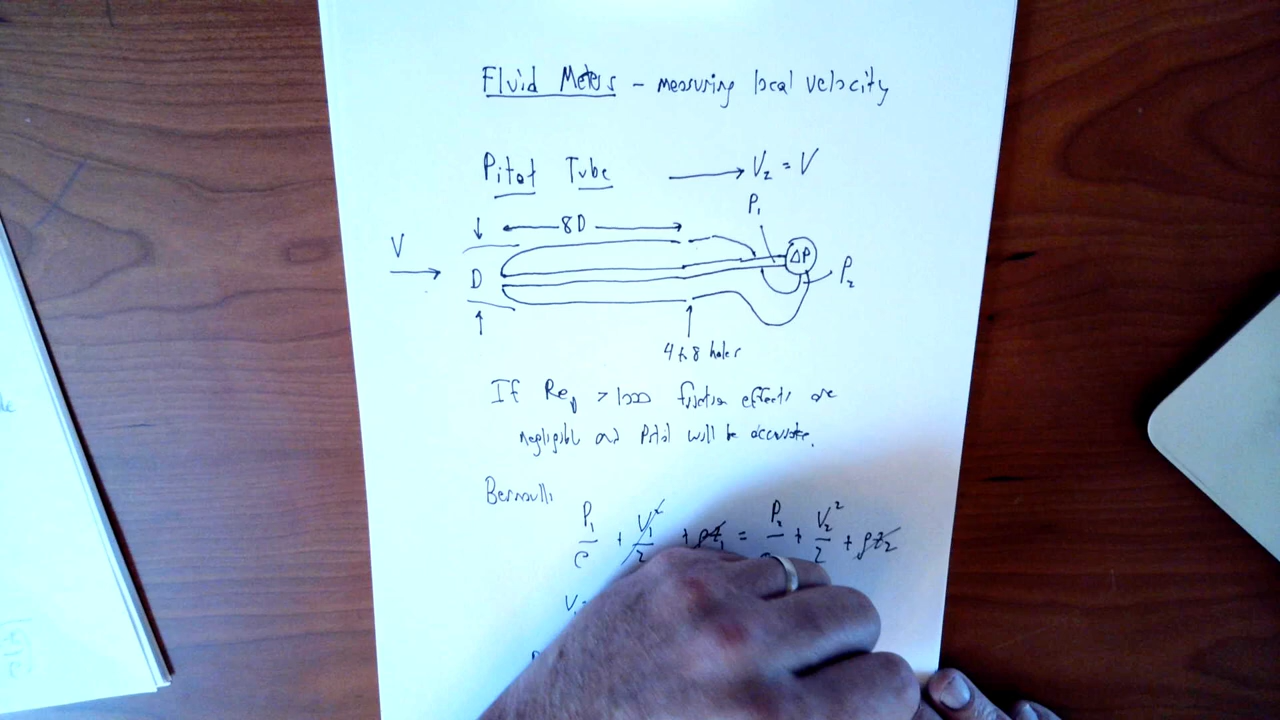 Fluid Meters - measuring local velocity
Pitot Tube → V₂ = V
P₁
← 8D →
V
D
ΔP
P₂
4 to 8 holes
If Re_D > 1000 friction effects are
negligible and Pitot will be accurate.
Bernoulli
P₁/ρ + V₁²/2 + gz₁ = P₂/ρ + V₂²/2 + gz₂
V₁